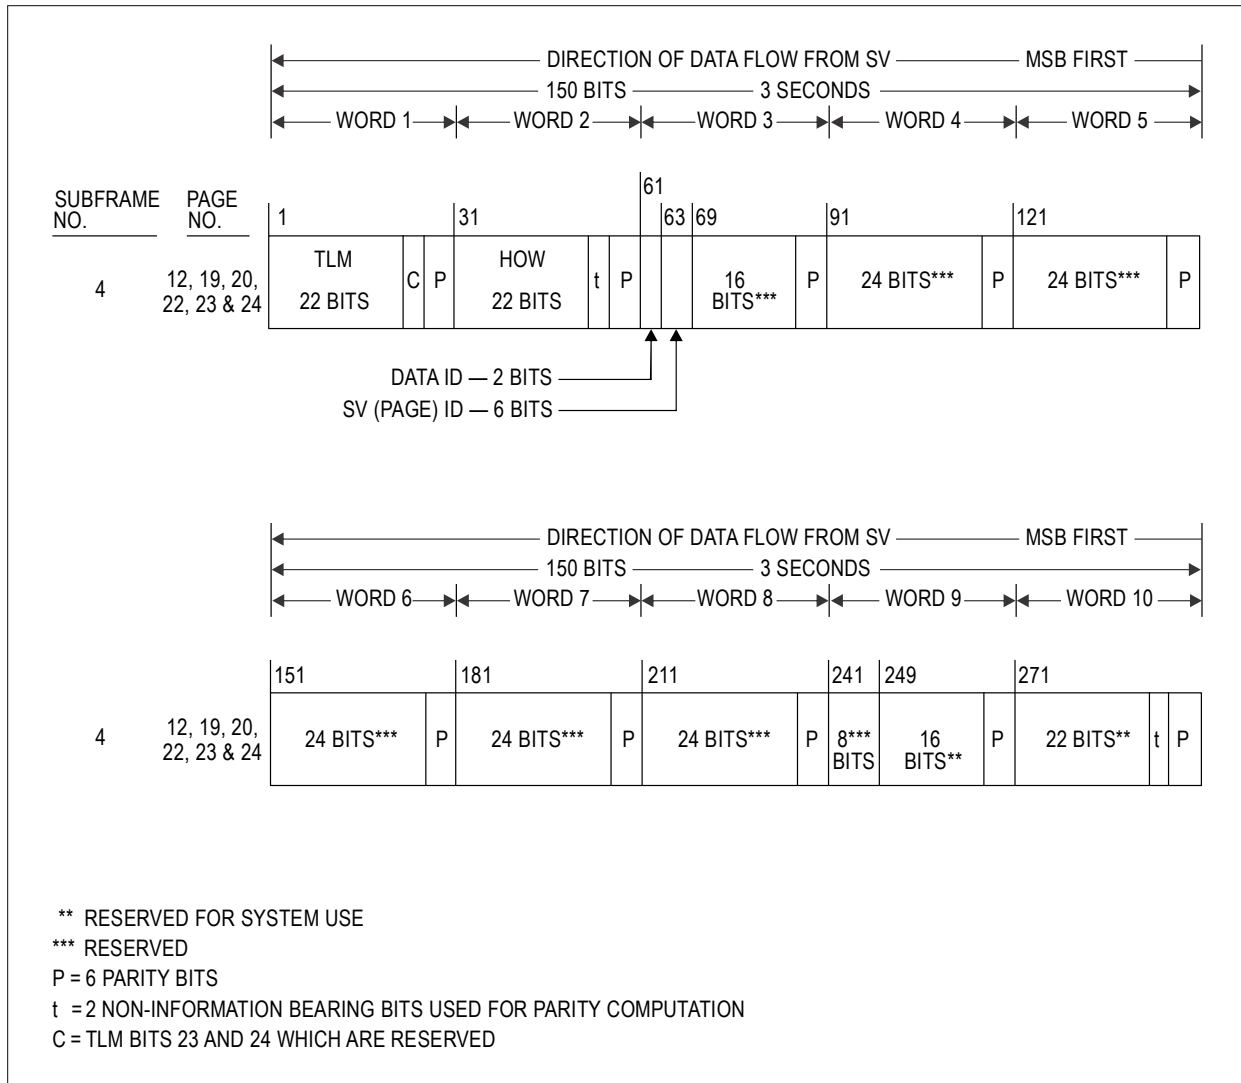 DIRECTION OF DATA FLOW FROM SV MSB FIRST
150 BITS 3 SECONDS
WORD 1 WORD 2 WORD 3 WORD 4 WORD 5
SUBFRAME NO. PAGE NO.
1 31 61 63 69 91 121
4
12, 19, 20,
22, 23 & 24
TLM
22 BITS
C P
HOW
22 BITS
t P
16
BITS***
P
24 BITS*** P
24 BITS*** P
DATA ID — 2 BITS
SV (PAGE) ID — 6 BITS
DIRECTION OF DATA FLOW FROM SV MSB FIRST
150 BITS 3 SECONDS
WORD 6 WORD 7 WORD 8 WORD 9 WORD 10
151 181 211 241 249 271
4
12, 19, 20,
22, 23 & 24
24 BITS*** P
24 BITS*** P
24 BITS*** P
8***
BITS
16
BITS**
P
22 BITS** t P
** RESERVED FOR SYSTEM USE
*** RESERVED
P = 6 PARITY BITS
t = 2 NON-INFORMATION BEARING BITS USED FOR PARITY COMPUTATION
C = TLM BITS 23 AND 24 WHICH ARE RESERVED